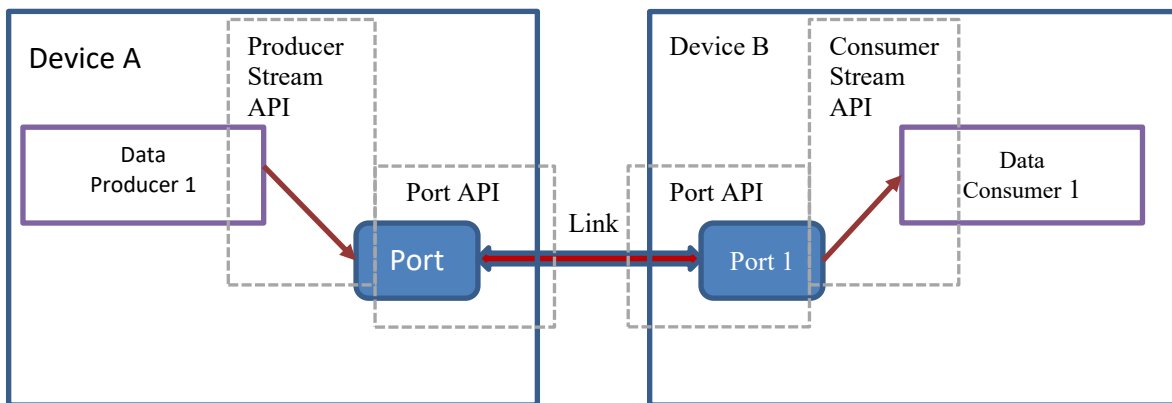 Device A
Producer
Stream
API
Data
Producer 1
Port API
Port
Link
Device B
Consumer
Stream
API
Data
Consumer 1
Port API
Port 1